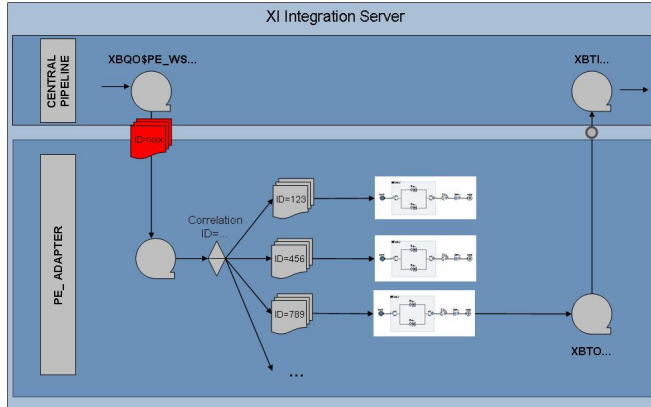 XI Integration Server
CENTRAL
PIPELINE
XBQO$PE_WS...
XBTI...
ID=xxx
PE_ADAPTER
Correlation
ID=...
ID=123
ID=456
ID=789
XBTO...
...